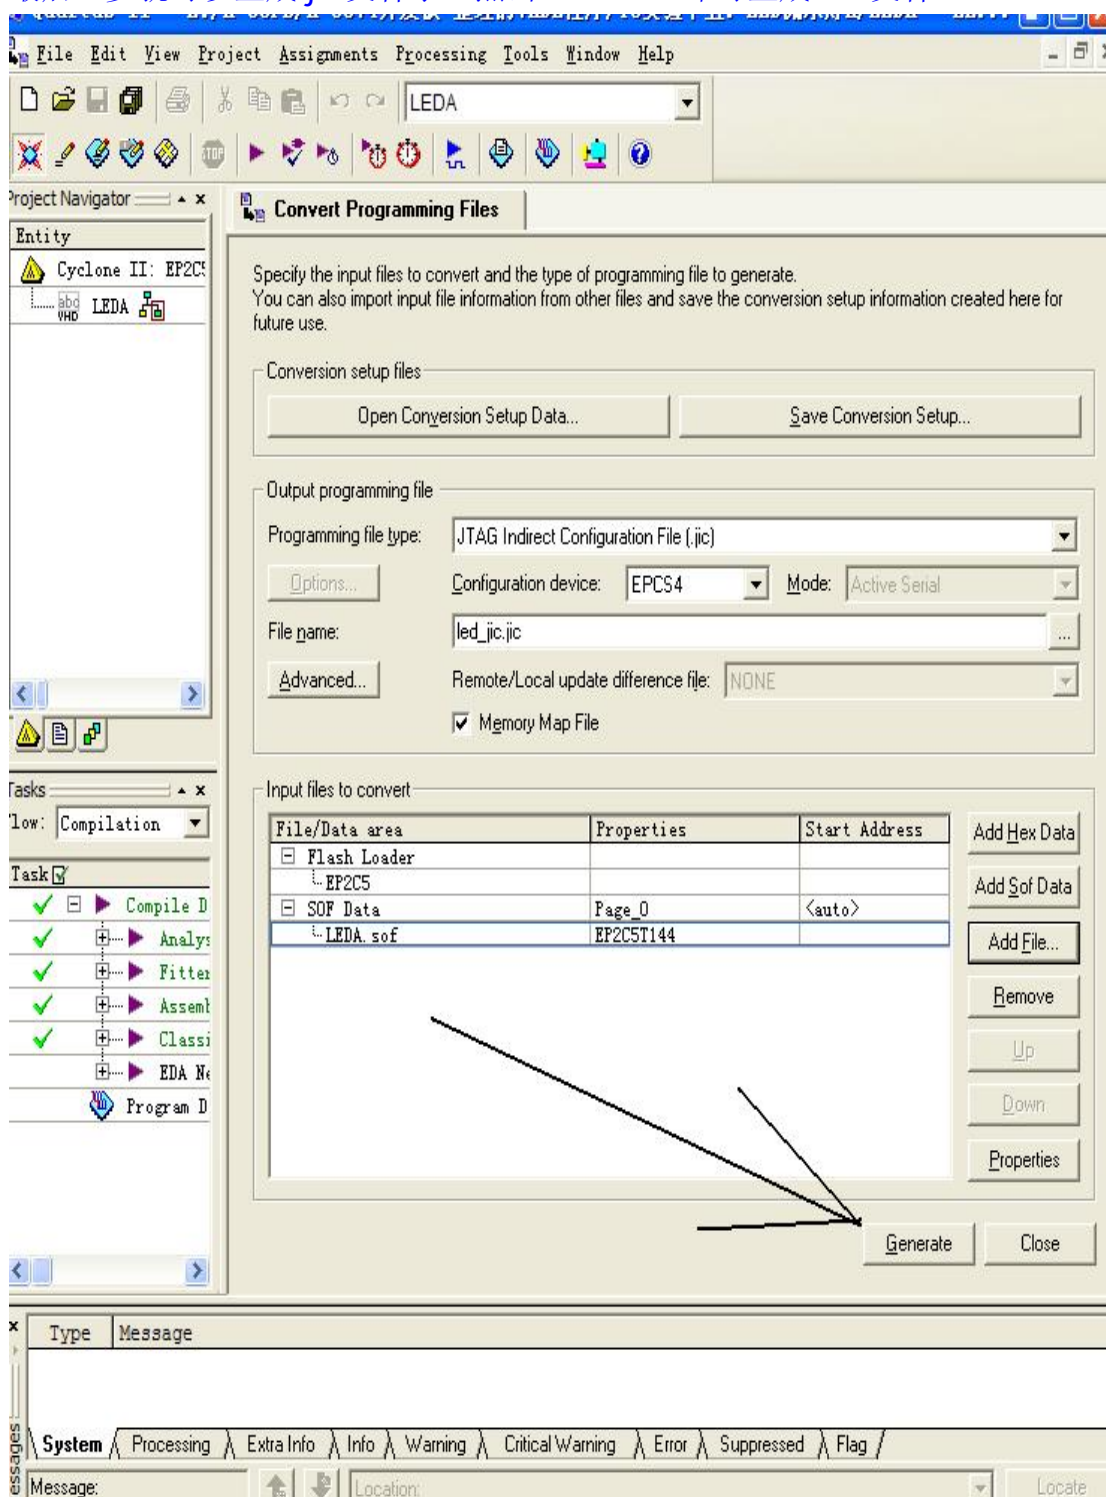 File Edit View Project Assignments Processing Tools Window Help
LEDA
Project Navigator
Convert Programming Files
Entity
Cyclone II: EP2C5
abc
VHD
LEDA
Specify the input files to convert and the type of programming file to generate.
You can also import input file information from other files and save the conversion setup information created here for
future use.
Conversion setup files
Open Conversion Setup Data...
Save Conversion Setup...
Output programming file
Programming file type:
JTAG Indirect Configuration File (.jic)
Options...
Configuration device:
EPCS4
Mode:
Active Serial
File name:
led_jic.jic
...
Advanced...
Remote/Local update difference file:
NONE
Memory Map File
Tasks
Flow: Compilation
Input files to convert
File/Data area Properties Start Address
Flash Loader
EP2C5
SOF Data Page_0 <auto>
LEDA.sof EP2C5T144
Add Hex Data
Add Sof Data
Add File...
Remove
Up
Down
Properties
Task
Compile D
Analys
Fitter
Assemb
Classi
EDA Ne
Program D
Generate
Close
Type Message
System Processing Extra Info Info Warning Critical Warning Error Suppressed Flag
Message:
Location:
Locate